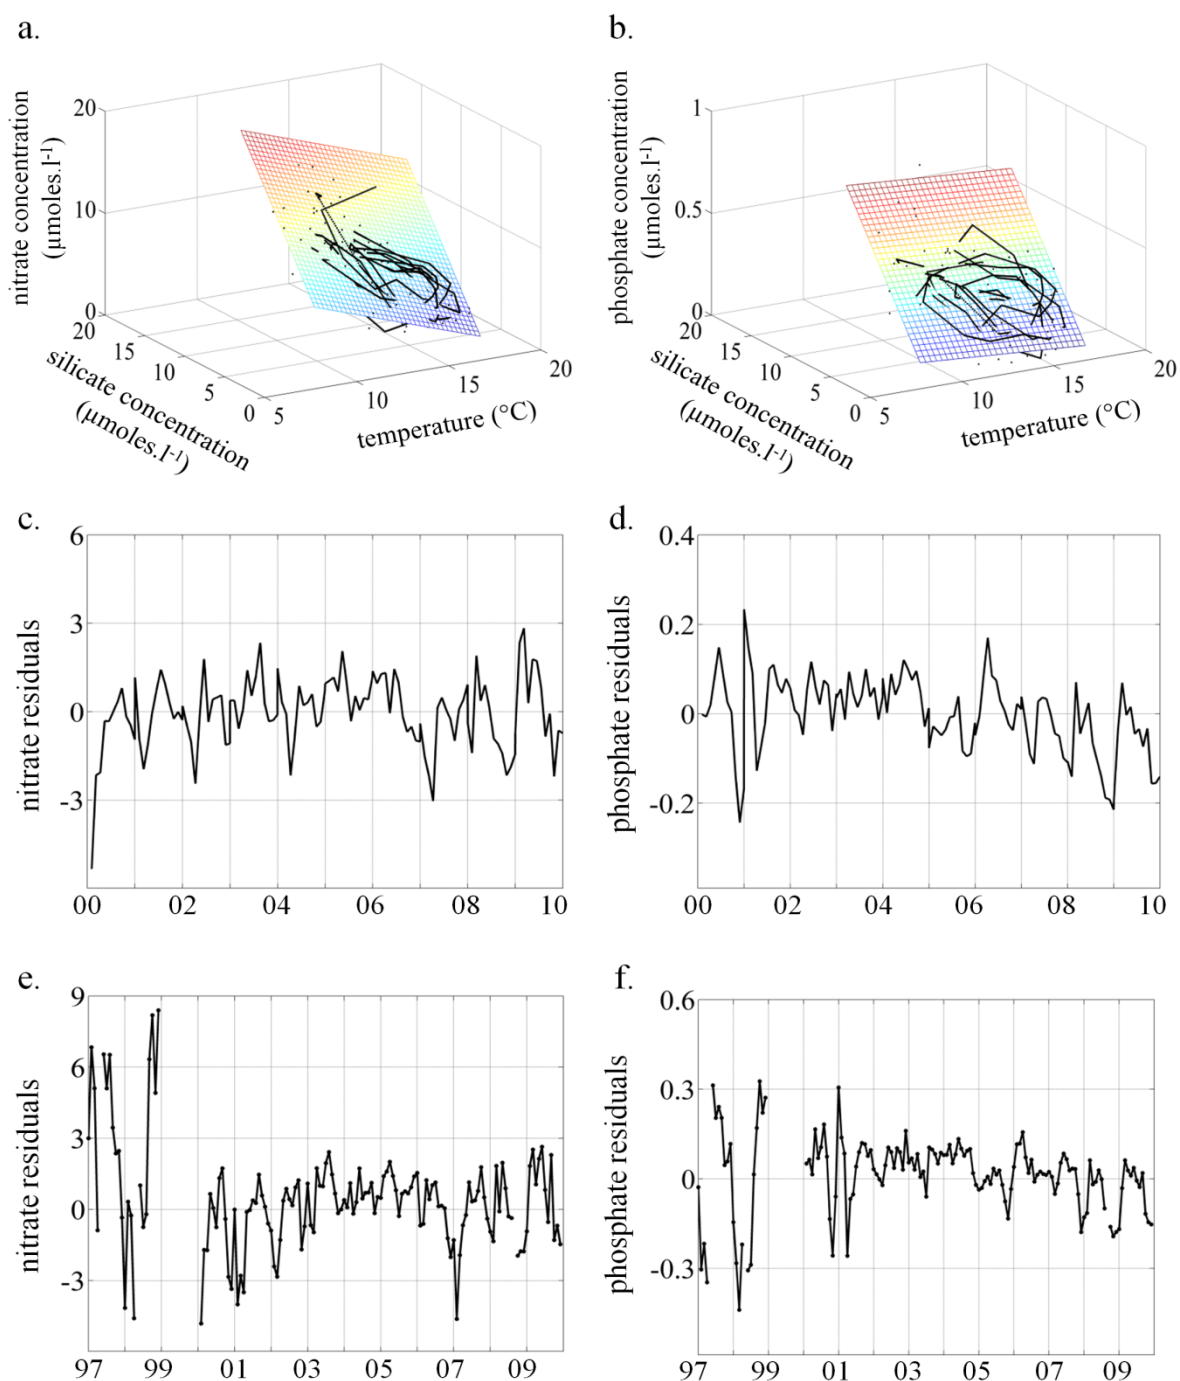 a.
nitrate concentration
(μmoles.l⁻¹)
20
10
0
20
15
10
5
0
silicate concentration
(μmoles.l⁻¹)
5
10
15
20
temperature (°C)
b.
phosphate concentration
(μmoles.l⁻¹)
1
0.5
0
20
15
10
5
0
silicate concentration
(μmoles.l⁻¹)
5
10
15
20
temperature (°C)
c.
nitrate residuals
6
3
0
-3
00 02 04 06 08 10
d.
phosphate residuals
0.4
0.2
0
-0.2
00 02 04 06 08 10
e.
nitrate residuals
9
6
3
0
-3
97 99 01 03 05 07 09
f.
phosphate residuals
0.6
0.3
0
-0.3
97 99 01 03 05 07 09